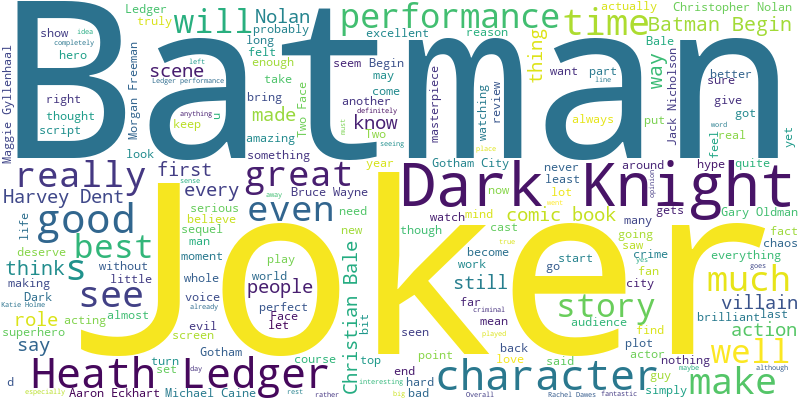 Batman
Joker
Dark Knight
Heath Ledger
character
performance
time
will
good
great
really
even
see
best
story
much
well
make
Ledger
truly
show
completely
idea
hero
right
thought
script
Maggie Gyllenhaal
Morgan Freeman
look
scene
left
Ledger performance
keep
anything
u
bring
made
amazing
something
Nolan
probably
long
felt
enough
take
another
Two Face
excellent
seem
Begin
may
come
know
Two
year
reason
masterpiece
definitely
must
seeing
watching
review
actually
thing
want
always
place
part
line
way
put
feel
word
Christopher Nolan
Batman Begin
Bale
Jack Nicholson
better
sure
give
got
real
yet
Gotham City
never
least
lot
around
opinion
hype
quite
gets
many
Gary Oldman
fact
chaos
Harvey Dent
first
every
Bruce Wayne
sense
away
life
deserve
think
s
serious
believe
sequel
man
moment
need
new
though
watch
mind
now
comic book
cast
become
work
still
far
mean
seen
going
saw
go
start
crime
fan
city
everything
villain
brilliant
last
action
making
without
little
Dark
Katie Holme
role
acting
almost
superhero
say
whole
voice
already
evil
screen
play
world
people
perfect
Face
let
Christian Bale
bit
true
criminal
played
audience
yes
find
plot
actor
goes
nothing
guy
maybe
simply
although
d
turn
set
Gotham
day
course
top
point
end
hard
bad
back
love
said
especially
Aaron Eckhart
Michael Caine
interesting
rest
rather
big
Overall
Rachel Dawes
fantastic